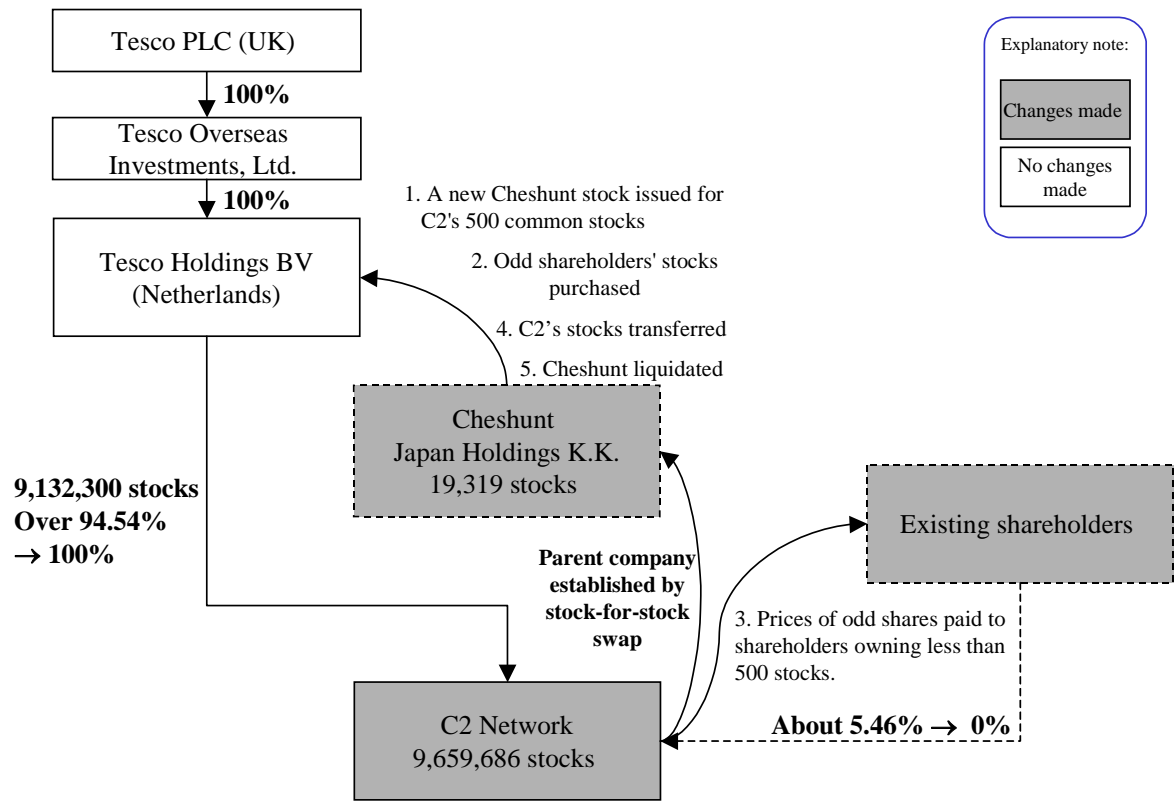 Tesco PLC (UK)
100%
Tesco Overseas
Investments, Ltd.
100%
Tesco Holdings BV
(Netherlands)
Explanatory note:
Changes made
No changes
made
1. A new Cheshunt stock issued for
C2's 500 common stocks
2. Odd shareholders' stocks
purchased
4. C2’s stocks transferred
5. Cheshunt liquidated
Cheshunt
Japan Holdings K.K.
19,319 stocks
9,132,300 stocks
Over 94.54%
→ 100%
Existing shareholders
Parent company
established by
stock-for-stock
swap
3. Prices of odd shares paid to
shareholders owning less than
500 stocks.
About 5.46% → 0%
C2 Network
9,659,686 stocks